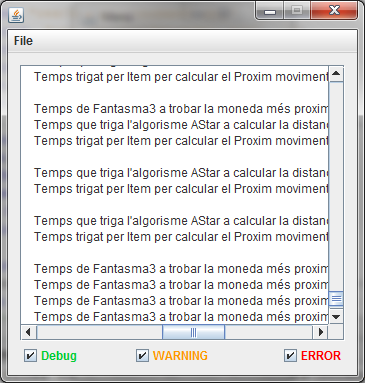 File
Temps trigat per Item per calcular el Proxim moviment
Temps de Fantasma3 a trobar la moneda més proxim
Temps que triga l'algorisme AStar a calcular la distanc
Temps trigat per Item per calcular el Proxim moviment
Temps que triga l'algorisme AStar a calcular la distanc
Temps trigat per Item per calcular el Proxim moviment
Temps que triga l'algorisme AStar a calcular la distanc
Temps trigat per Item per calcular el Proxim moviment
Temps de Fantasma3 a trobar la moneda més proxim
Temps de Fantasma3 a trobar la moneda més proxim
Temps de Fantasma3 a trobar la moneda més proxim
Temps de Fantasma3 a trobar la moneda més proxim
Debug WARNING ERROR